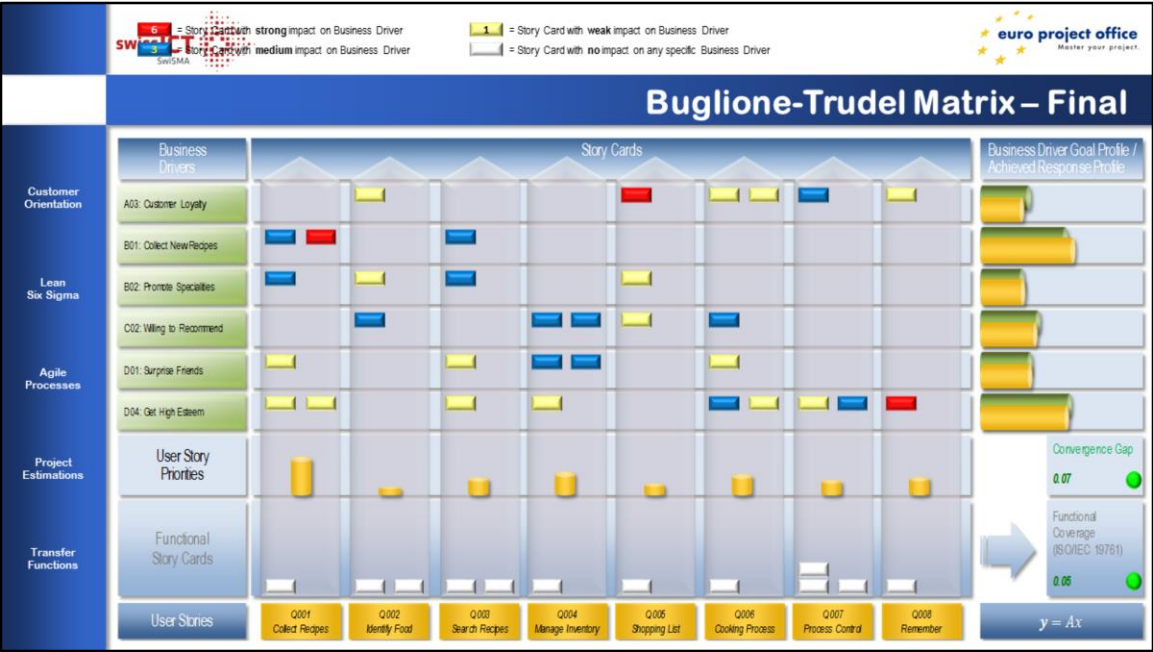 6 = Story Card with strong impact on Business Driver
3 = Story Card with medium impact on Business Driver
1 = Story Card with weak impact on Business Driver
= Story Card with no impact on any specific Business Driver
SwiSMA
euro project office
Master your project.
Buglione-Trudel Matrix – Final
Customer
Orientation
Lean
Six Sigma
Agile
Processes
Project
Estimations
Transfer
Functions
Business
Drivers
Story Cards
Business Driver Goal Profile /
Achieved Response Profile
A03: Customer Loyalty
B01: Collect New Recipes
B02: Promote Specialities
C02: Willing to Recommend
D01: Surprise Friends
D04: Get High Esteem
User Story
Priorities
Convergence Gap
0.07
Functional
Story Cards
Functional
Coverage
(ISO/IEC 19761)
0.05
User Stories
Q001
Collect Recipes
Q002
Identify Food
Q003
Search Recipes
Q004
Manage Inventory
Q005
Shopping List
Q006
Cooking Process
Q007
Process Control
Q008
Remember
y = Ax